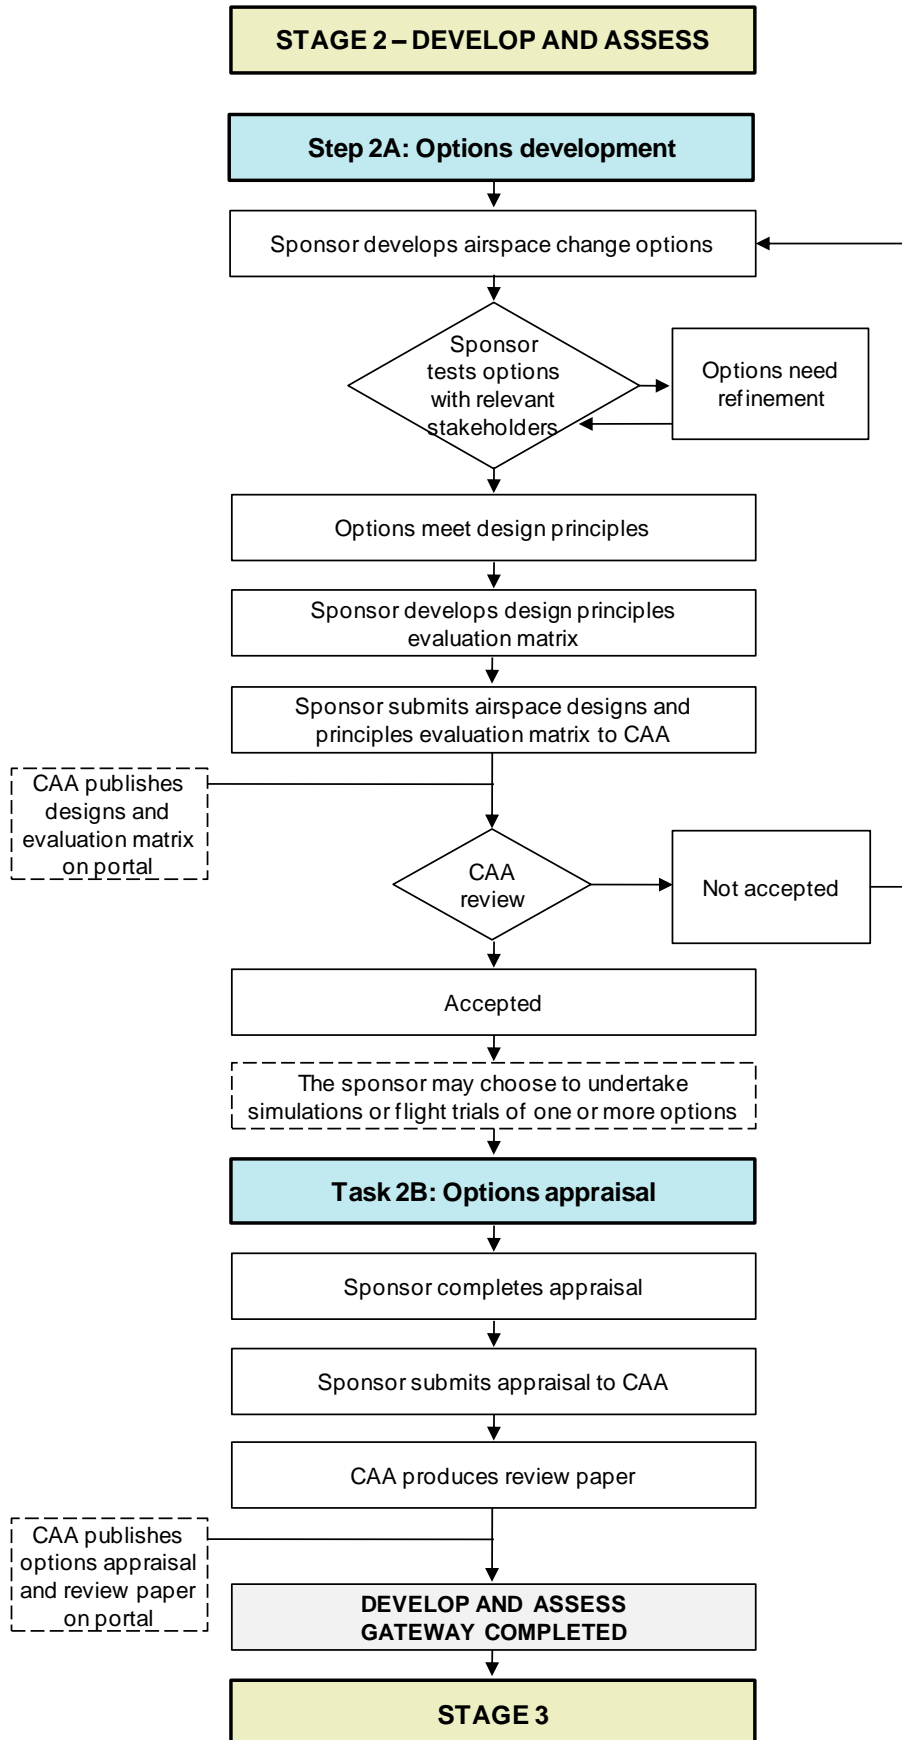 STAGE 2 – DEVELOP AND ASSESS
Step 2A: Options development
Sponsor develops airspace change options
Sponsor
tests options
with relevant
stakeholders
Options need
refinement
Options meet design principles
Sponsor develops design principles
evaluation matrix
Sponsor submits airspace designs and
principles evaluation matrix to CAA
CAA publishes
designs and
evaluation matrix
on portal
CAA
review
Not accepted
Accepted
The sponsor may choose to undertake
simulations or flight trials of one or more options
Task 2B: Options appraisal
Sponsor completes appraisal
Sponsor submits appraisal to CAA
CAA produces review paper
CAA publishes
options appraisal
and review paper
on portal
DEVELOP AND ASSESS
GATEWAY COMPLETED
STAGE 3